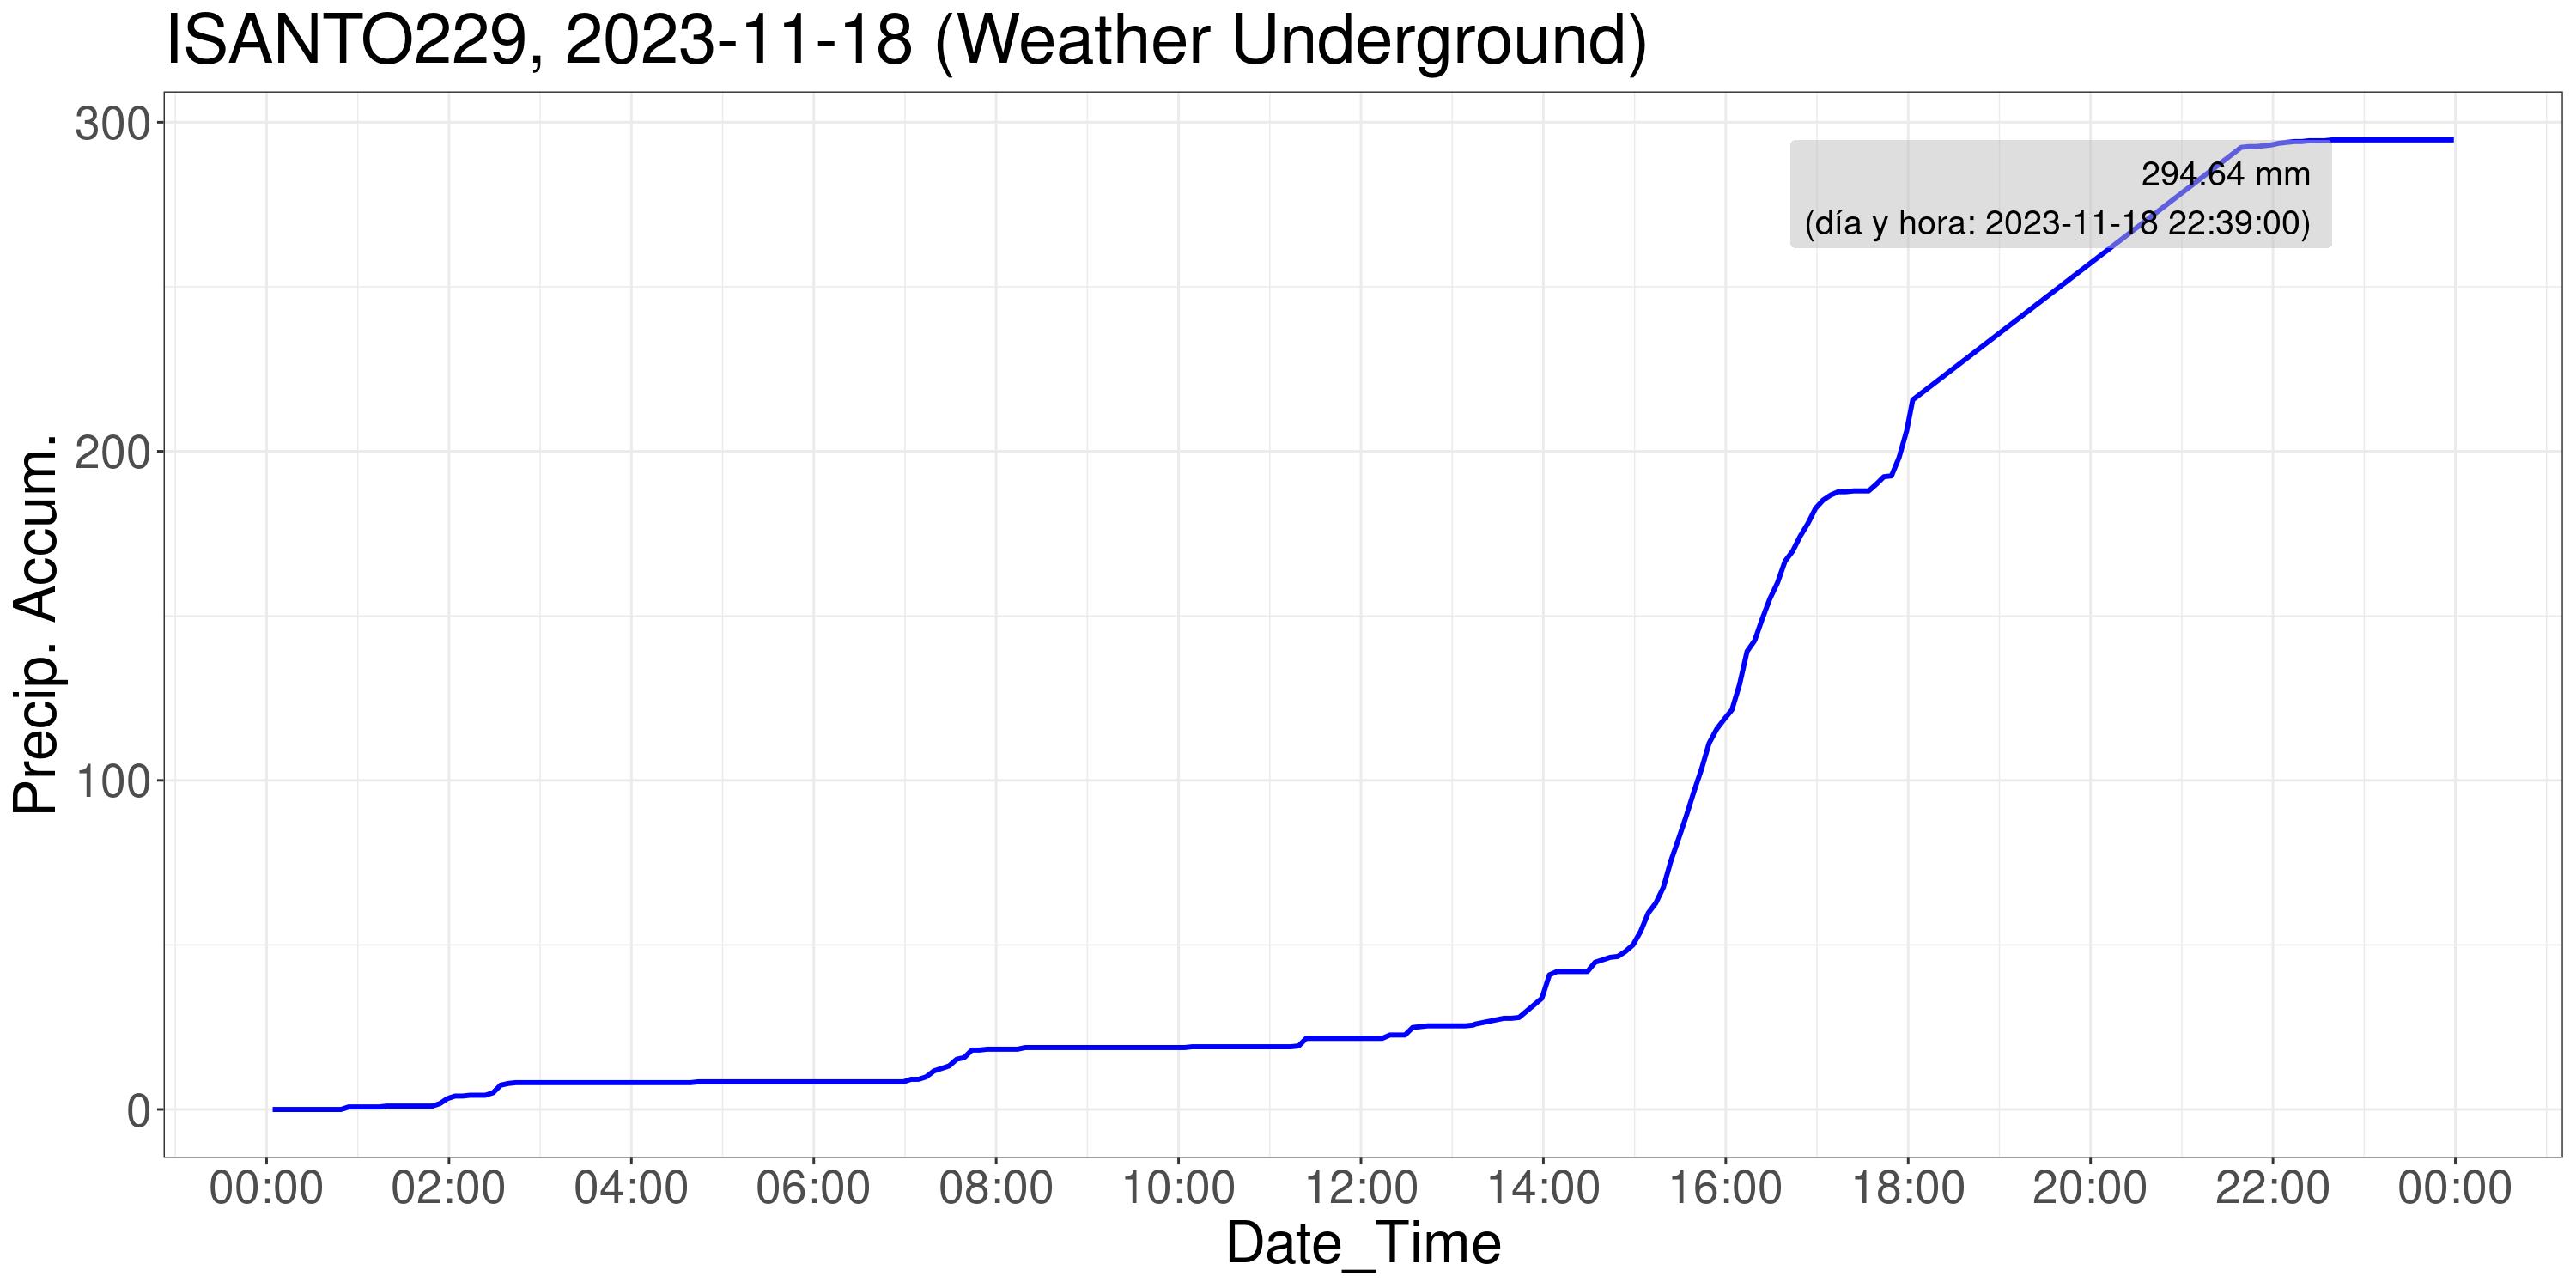 ISANTO229, 2023-11-18 (Weather Underground)
300
200
100
0
Precip. Accum.
294.64 mm
(día y hora: 2023-11-18 22:39:00)
00:00 02:00 04:00 06:00 08:00 10:00 12:00 14:00 16:00 18:00 20:00 22:00 00:00
Date_Time